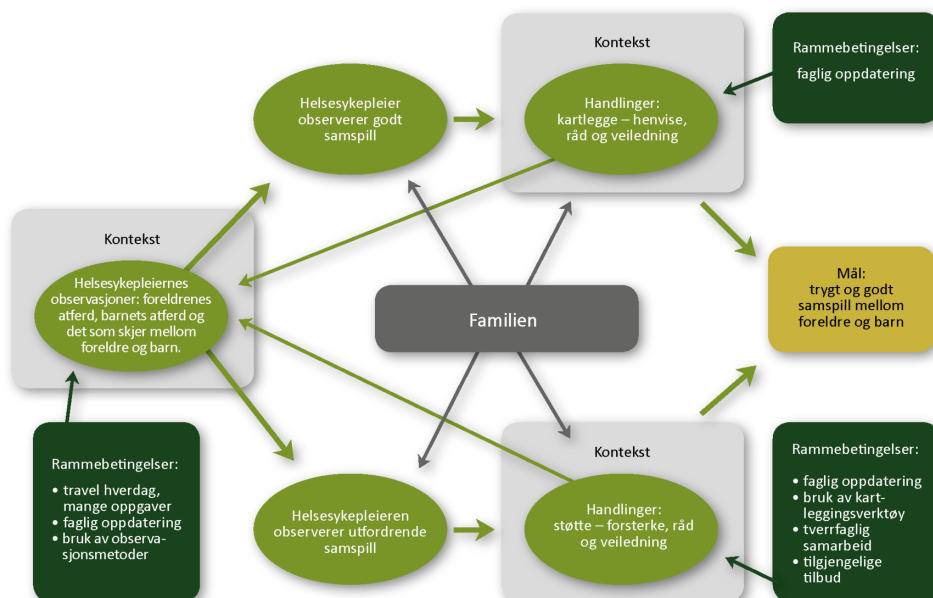 Kontekst
Rammebetingelser:
faglig oppdatering
Helsesykepleier
observerer godt
samspill
Handlinger:
kartlegge – henvise,
råd og veiledning
Kontekst
Helsesykepleiernes
observasjoner: foreldrenes
atferd, barnets atferd og
det som skjer mellom
foreldre og barn.
Familien
Mål:
trygt og godt
samspill mellom
foreldre og barn
Rammebetingelser:
• travel hverdag,
mange oppgaver
• faglig oppdatering
• bruk av observa-
sjonsmetoder
Helsesykepleieren
observerer utfordrende
samspill
Kontekst
Handlinger:
støtte – forsterke, råd
og veiledning
Rammebetingelser:
• faglig oppdatering
• bruk av kart-
leggingsverktøy
• tverrfaglig
samarbeid
• tilgjengelige
tilbud